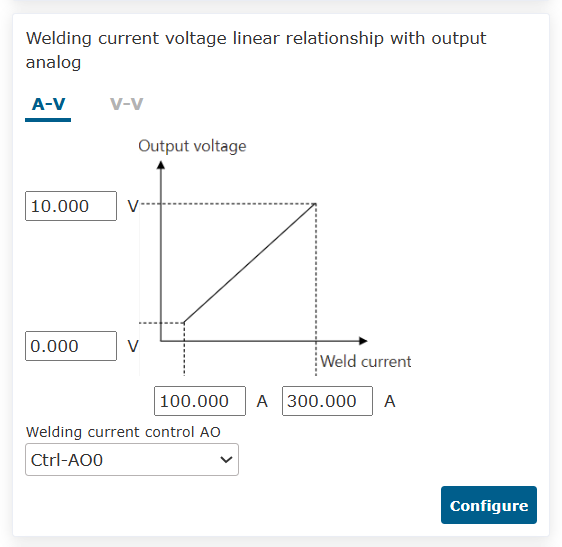 Welding current voltage linear relationship with output
analog
A-V V-V
Output voltage
10.000 V
0.000 V
Weld current
100.000 A 300.000 A
Welding current control AO
Ctrl-AO0
Configure